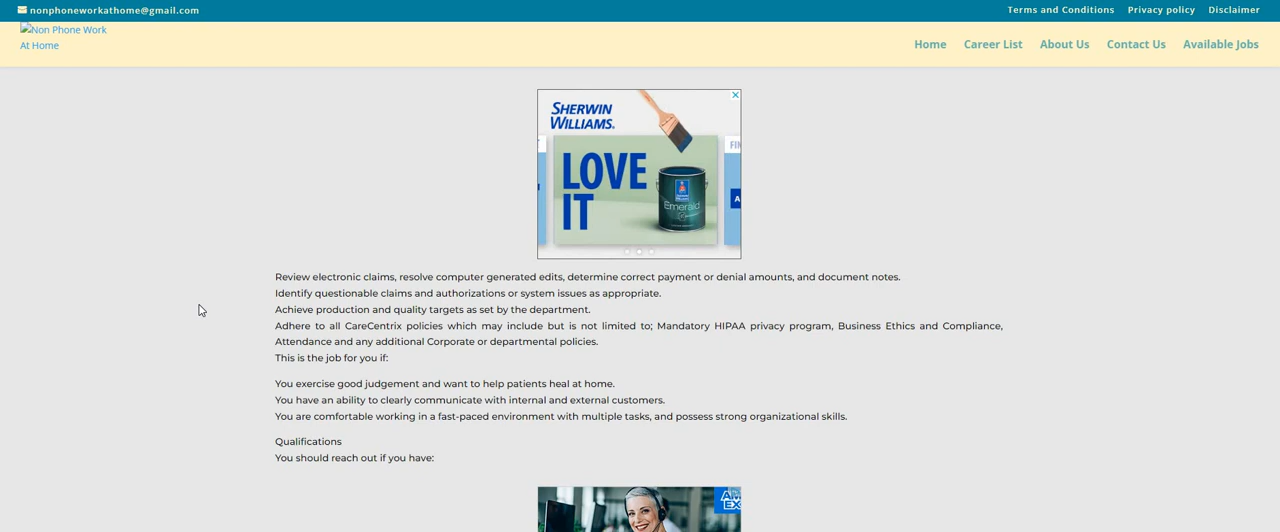 nonphoneworkathome@gmail.com
Terms and Conditions Privacy policy Disclaimer
Non Phone Work
At Home
Home Career List About Us Contact Us Available Jobs
SHERWIN
WILLIAMS.
LOVE
IT
Emerald
Review electronic claims, resolve computer generated edits, determine correct payment or denial amounts, and document notes.
Identify questionable claims and authorizations or system issues as appropriate.
Achieve production and quality targets as set by the department.
Adhere to all CareCentrix policies which may include but is not limited to; Mandatory HIPAA privacy program, Business Ethics and Compliance,
Attendance and any additional Corporate or departmental policies.
This is the job for you if:
You exercise good judgement and want to help patients heal at home.
You have an ability to clearly communicate with internal and external customers.
You are comfortable working in a fast-paced environment with multiple tasks, and possess strong organizational skills.
Qualifications
You should reach out if you have: